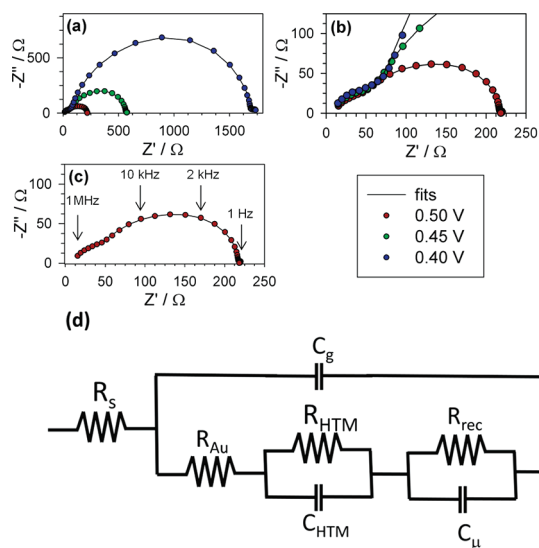 (a)
-Z'' / Ω
500
0
0 500 1000 1500
Z' / Ω
(b)
-Z'' / Ω
100
50
0
0 50 100 150 200 250
Z' / Ω
(c)
-Z'' / Ω
100
50
0
1MHz
10 kHz
2 kHz
1 Hz
0 50 100 150 200 250
Z' / Ω
fits
0.50 V
0.45 V
0.40 V
(d)
Cg
Rs
RAu
RHTM
Rrec
CHTM
Cμ